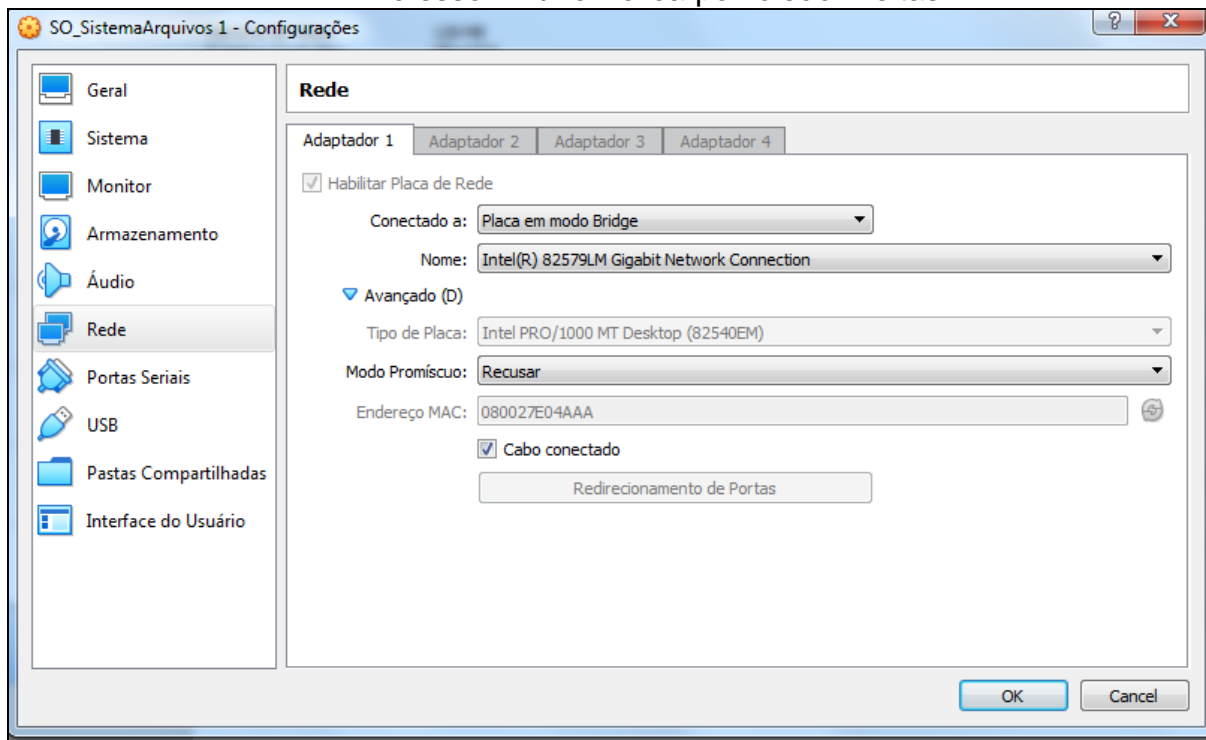 SO_SistemaArquivos 1 - Configurações
?
X
Geral
Sistema
Monitor
Armazenamento
Áudio
Rede
Portas Seriais
USB
Pastas Compartilhadas
Interface do Usuário
Rede
Adaptador 1 Adaptador 2 Adaptador 3 Adaptador 4
Habilitar Placa de Rede
Conectado a: Placa em modo Bridge
Nome: Intel(R) 82579LM Gigabit Network Connection
Avançado (D)
Tipo de Placa: Intel PRO/1000 MT Desktop (82540EM)
Modo Promíscuo: Recusar
Endereço MAC: 080027E04AAA
Cabo conectado
Redirecionamento de Portas
OK Cancel